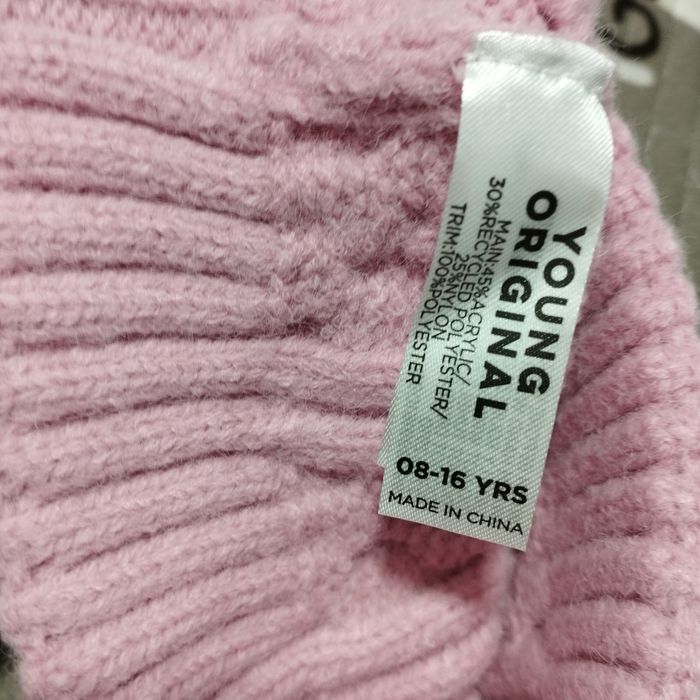 YOUNG
ORIGINAL
MAIN:45%ACRYLIC/
30%RECYCLED POLYESTER/
25%NYLON
TRIM:100%POLYESTER
08-16 YRS
MADE IN CHINA